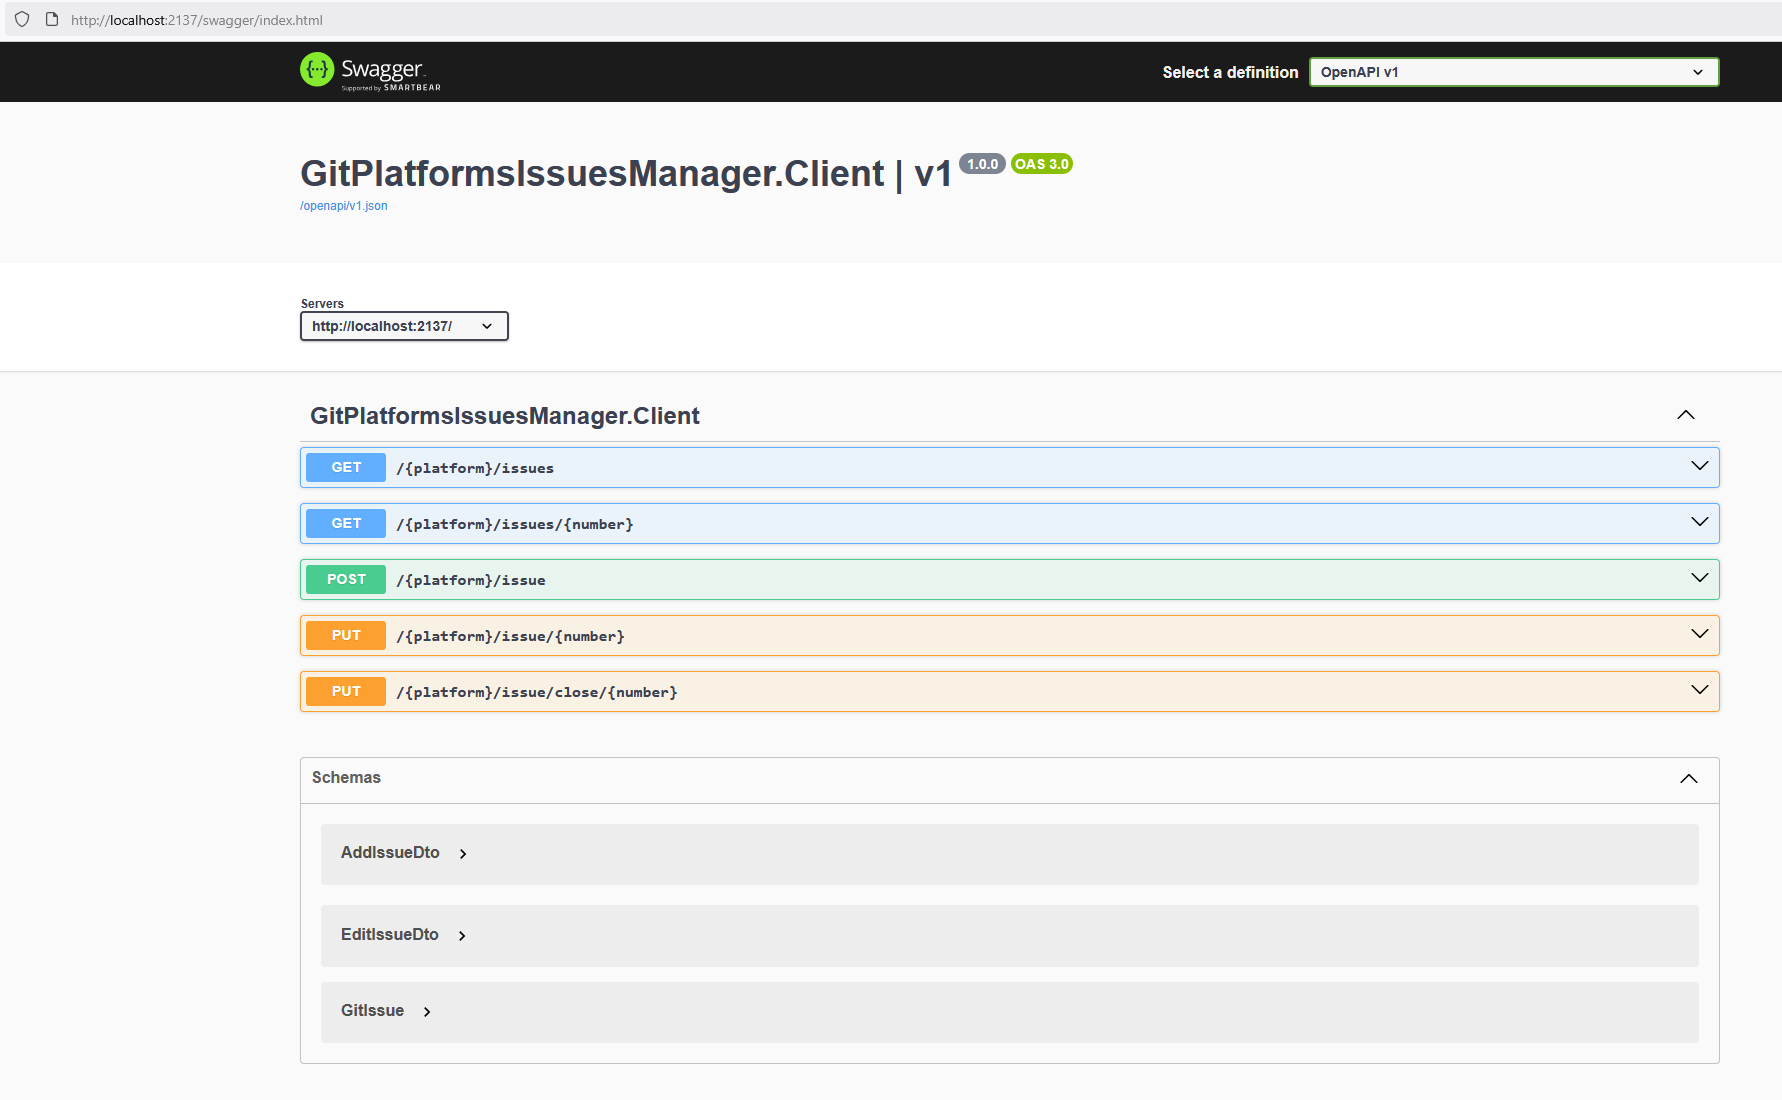 http://localhost:2137/swagger/index.html
{···} Swagger
Supported by SMARTBEAR
Select a definition
OpenAPI v1
GitPlatformsIssuesManager.Client | v1 1.0.0 OAS 3.0
/openapi/v1.json
Servers
http://localhost:2137/
GitPlatformsIssuesManager.Client
GET /{platform}/issues
GET /{platform}/issues/{number}
POST /{platform}/issue
PUT /{platform}/issue/{number}
PUT /{platform}/issue/close/{number}
Schemas
AddIssueDto
EditIssueDto
GitIssue